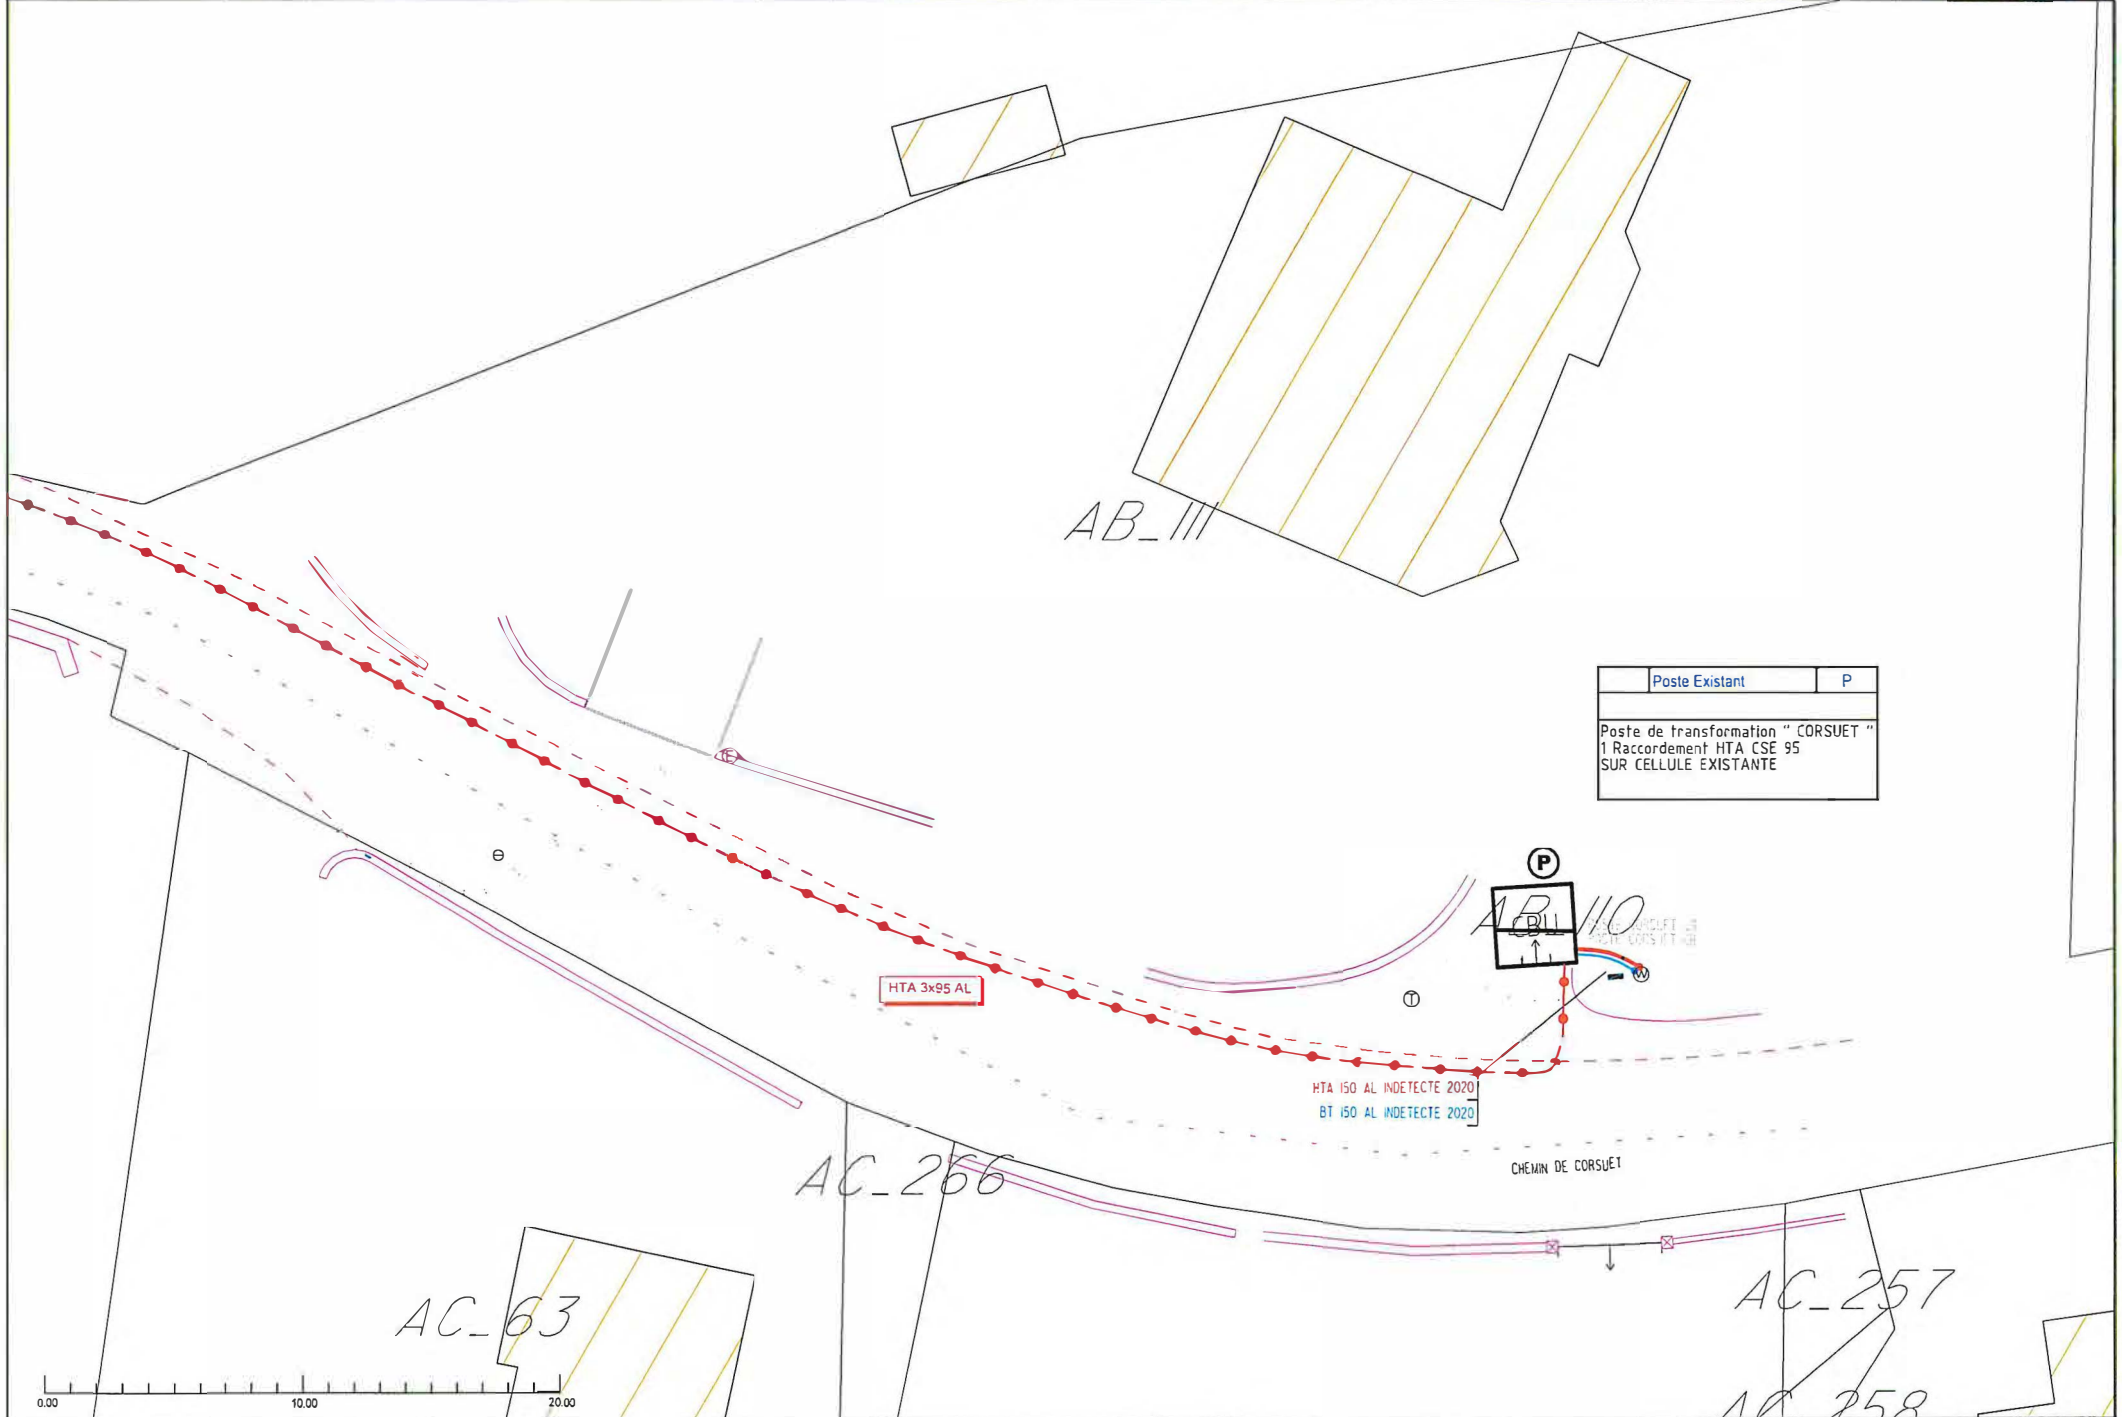 AB_111
Poste Existant P
Poste de transformation " CORSUET "
1 Raccordement HTA CSE 95
SUR CELLULE EXISTANTE
P
AB_110
CBU
E
HTA 3x95 AL
T
W
HTA 150 AL INDETECTE 2020
BT 150 AL INDETECTE 2020
CHEMIN DE CORSUET
AC_266
AC_257
AC_63
AC_258
0.00 10.00 20.00